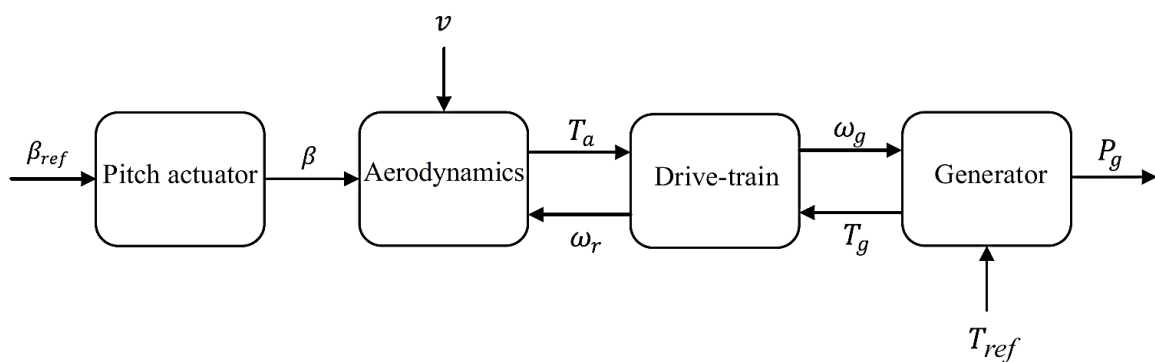 v
β_ref
Pitch actuator
β
Aerodynamics
T_a
ω_r
Drive-train
ω_g
T_g
Generator
P_g
T_ref